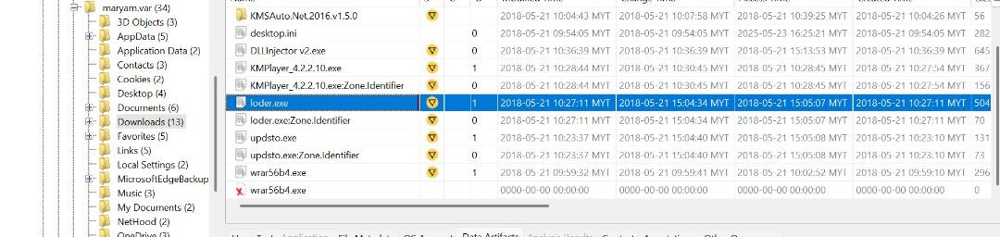 maryam.var (34)
3D Objects (3)
AppData (5)
Application Data (2)
Contacts (3)
Cookies (2)
Desktop (4)
Documents (6)
Downloads (13)
Favorites (5)
Links (5)
Local Settings (2)
MicrosoftEdgeBackup
Music (3)
My Documents (2)
NetHood (2)
OneDrive (3)
KMSAuto.Net.2016.v1.5.0 2018-05-21 10:04:43 MYT 2018-05-21 10:07:58 MYT 2018-05-21 10:39:25 MYT 2018-05-21 10:04:26 MYT 56
desktop.ini 0 2018-05-21 09:54:05 MYT 2018-05-21 09:54:05 MYT 2025-05-23 16:25:21 MYT 2018-05-21 09:54:05 MYT 282
DLLInjector v2.exe 0 2018-05-21 10:36:39 MYT 2018-05-21 10:36:39 MYT 2018-05-21 15:13:53 MYT 2018-05-21 10:36:39 MYT 645
KMPlayer_4.2.2.10.exe 1 2018-05-21 10:28:44 MYT 2018-05-21 10:30:45 MYT 2018-05-21 10:28:45 MYT 2018-05-21 10:27:54 MYT 367
KMPlayer_4.2.2.10.exe:Zone.Identifier 0 2018-05-21 10:28:44 MYT 2018-05-21 10:30:45 MYT 2018-05-21 10:28:45 MYT 2018-05-21 10:27:54 MYT 156
loder.exe 1 2018-05-21 10:27:11 MYT 2018-05-21 15:04:34 MYT 2018-05-21 15:05:07 MYT 2018-05-21 10:27:11 MYT 504
loder.exe:Zone.Identifier 0 2018-05-21 10:27:11 MYT 2018-05-21 15:04:34 MYT 2018-05-21 15:05:07 MYT 2018-05-21 10:27:11 MYT 70
updsto.exe 1 2018-05-21 10:23:37 MYT 2018-05-21 15:04:40 MYT 2018-05-21 15:05:08 MYT 2018-05-21 10:23:10 MYT 131
updsto.exe:Zone.Identifier 0 2018-05-21 10:23:37 MYT 2018-05-21 15:04:40 MYT 2018-05-21 15:05:08 MYT 2018-05-21 10:23:10 MYT 73
wrar56b4.exe 1 2018-05-21 09:59:32 MYT 2018-05-21 09:59:41 MYT 2018-05-21 10:02:52 MYT 2018-05-21 09:59:10 MYT 296
wrar56b4.exe 0000-00-00 00:00:00 0000-00-00 00:00:00 0000-00-00 00:00:00 0000-00-00 00:00:00 0
Data Artifacts